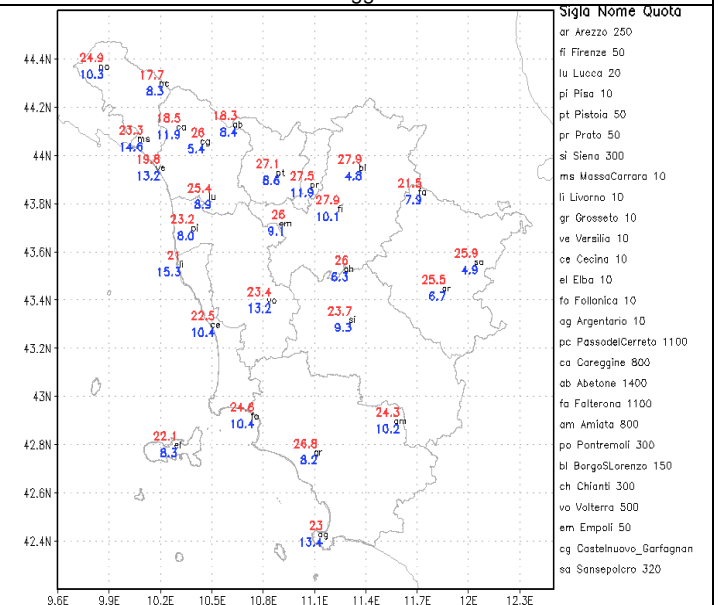 Sigla Nome Quota
ar Arezzo 250
fi Firenze 50
lu Lucca 20
pi Pisa 10
pt Pistoia 50
pr Prato 50
si Siena 300
ms MassaCarrara 10
li Livorno 10
gr Grosseto 10
ve Versilia 10
ce Cecina 10
el Elba 10
fo Follonica 10
ag Argentario 10
pc PassodelCerreto 1100
ca Careggine 800
ab Abetone 1400
fa Falterona 1100
am Amiata 800
po Pontremoli 300
bl BorgoSLorenzo 150
ch Chianti 300
vo Volterra 500
em Empoli 50
cg Castelnuovo_Garfagnan
sa Sansepolcro 320
44.4N
44.2N
44N
43.8N
43.6N
43.4N
43.2N
43N
42.8N
42.6N
42.4N
24.9
10.3 po
17.7
8.3 pc
18.5
11.9 ca
26
5.4 cg
18.3
8.4 ab
23.3
14.6 ms
19.8
13.2 ve
27.1
8.6 pt
27.5
11.9 pr
27.9
4.8 bl
21.5
7.9 fa
25.4
8.9 lu
27.9
10.1 fi
23.2
8.0 pi
26
9.1 em
21
15.3 li
26
6.3 ch
25.9
4.9 sa
25.5
6.7 ar
23.4
13.2 vo
22.5
10.4 ce
23.7
9.3 si
24.6
10.4 fo
24.3
10.2 am
22.1
8.3 el
26.8
8.2 gr
23
13.4 ag
9.6E 9.9E 10.2E 10.5E 10.8E 11.1E 11.4E 11.7E 12E 12.3E